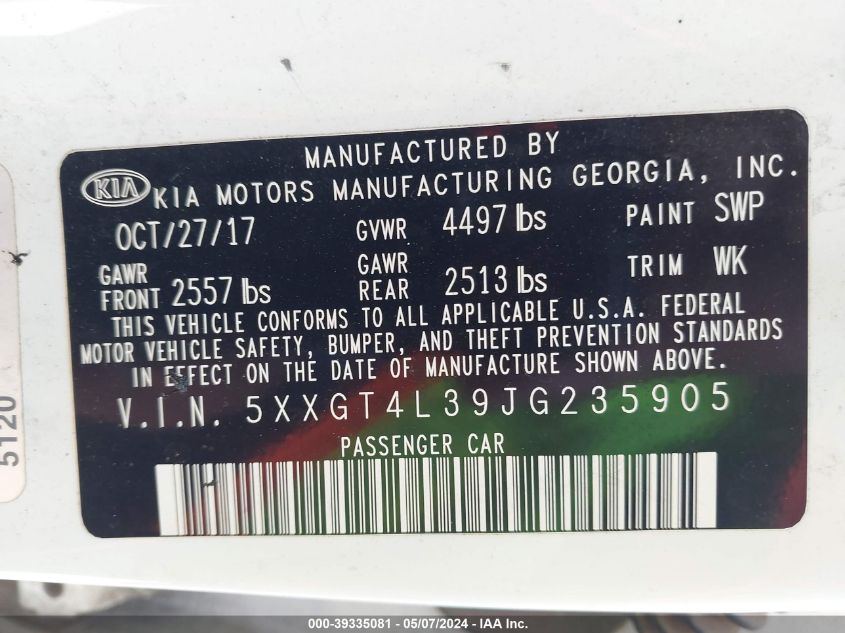 MANUFACTURED BY
KIA KIA MOTORS MANUFACTURING GEORGIA, INC.
OCT/27/17 GVWR 4497 lbs PAINT SWP
GAWR FRONT 2557 lbs GAWR REAR 2513 lbs TRIM WK
THIS VEHICLE CONFORMS TO ALL APPLICABLE U.S.A. FEDERAL
MOTOR VEHICLE SAFETY, BUMPER, AND THEFT PREVENTION STANDARDS
IN EFFECT ON THE DATE OF MANUFACTURE SHOWN ABOVE.
V.I.N. 5XXGT4L39JG235905
PASSENGER CAR
5120
000-39335081 - 05/07/2024 - IAA Inc.